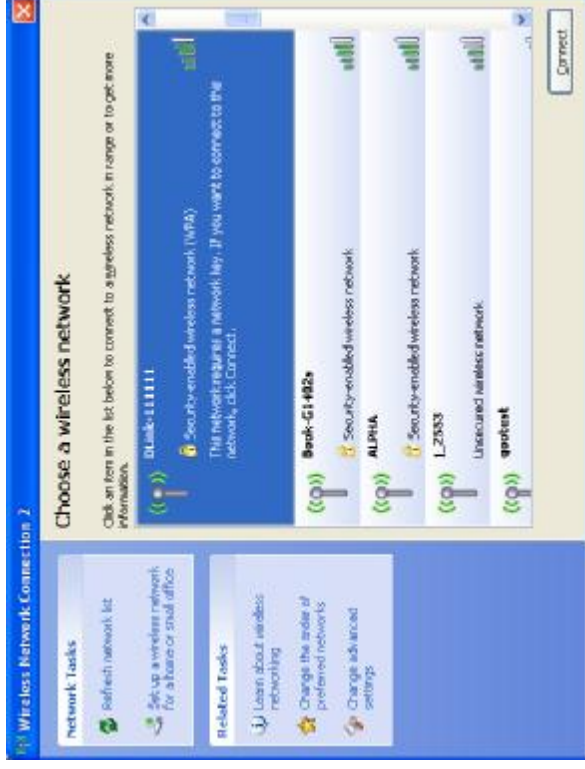 Wireless Network Connection 2
Network Tasks
Refresh network list
Set up a wireless network
for a home or small office
Related Tasks
Learn about wireless
networking
Change the order of
preferred networks
Change advanced
settings
Choose a wireless network
Click an item in the list below to connect to a wireless network in range or to get more
information.
DLink-111111
Security-enabled wireless network (WPA)
This network requires a network key. If you want to connect to this
network, click Connect.
Book-G1402s
Security-enabled wireless network
ALPHA
Security-enabled wireless network
Unsecured wireless network
Connect